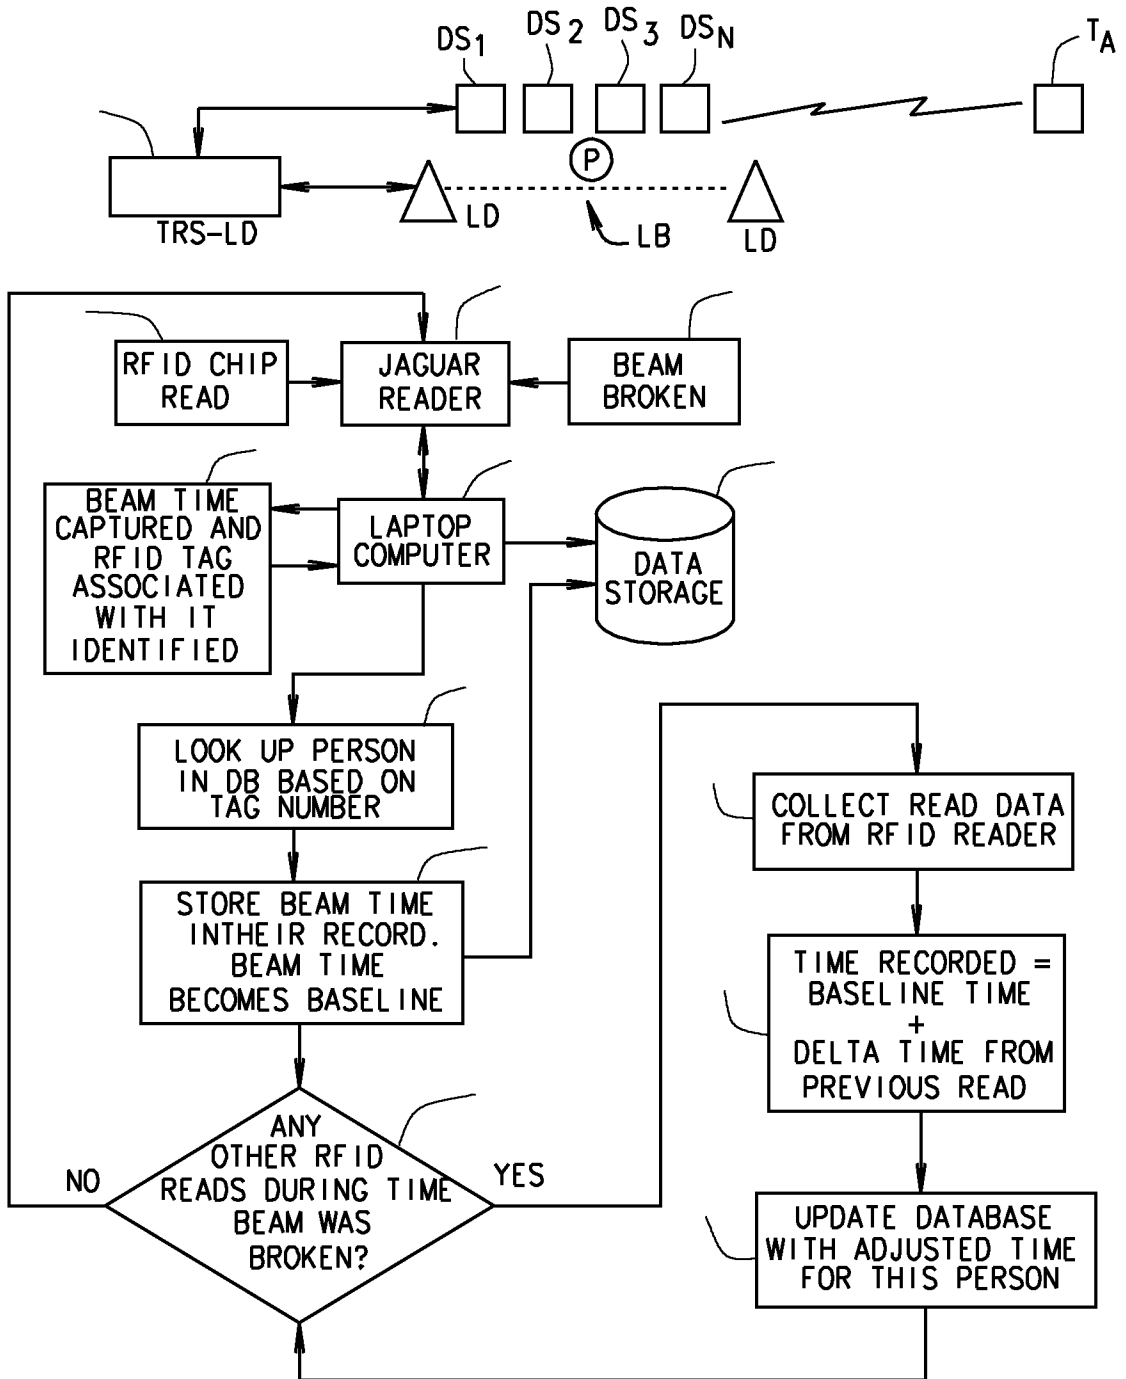 DS1
DS2
DS3
DSN
TA
P
TRS-LD
LD
LB
LD
RFID CHIP
READ
JAGUAR
READER
BEAM
BROKEN
BEAM TIME
CAPTURED AND
RFID TAG
ASSOCIATED
WITH IT
IDENTIFIED
LAPTOP
COMPUTER
DATA
STORAGE
LOOK UP PERSON
IN DB BASED ON
TAG NUMBER
COLLECT READ DATA
FROM RFID READER
STORE BEAM TIME
INTHEIR RECORD.
BEAM TIME
BECOMES BASELINE
TIME RECORDED =
BASELINE TIME
+
DELTA TIME FROM
PREVIOUS READ
ANY
OTHER RFID
READS DURING TIME
BEAM WAS
BROKEN?
NO
YES
UPDATE DATABASE
WITH ADJUSTED TIME
FOR THIS PERSON